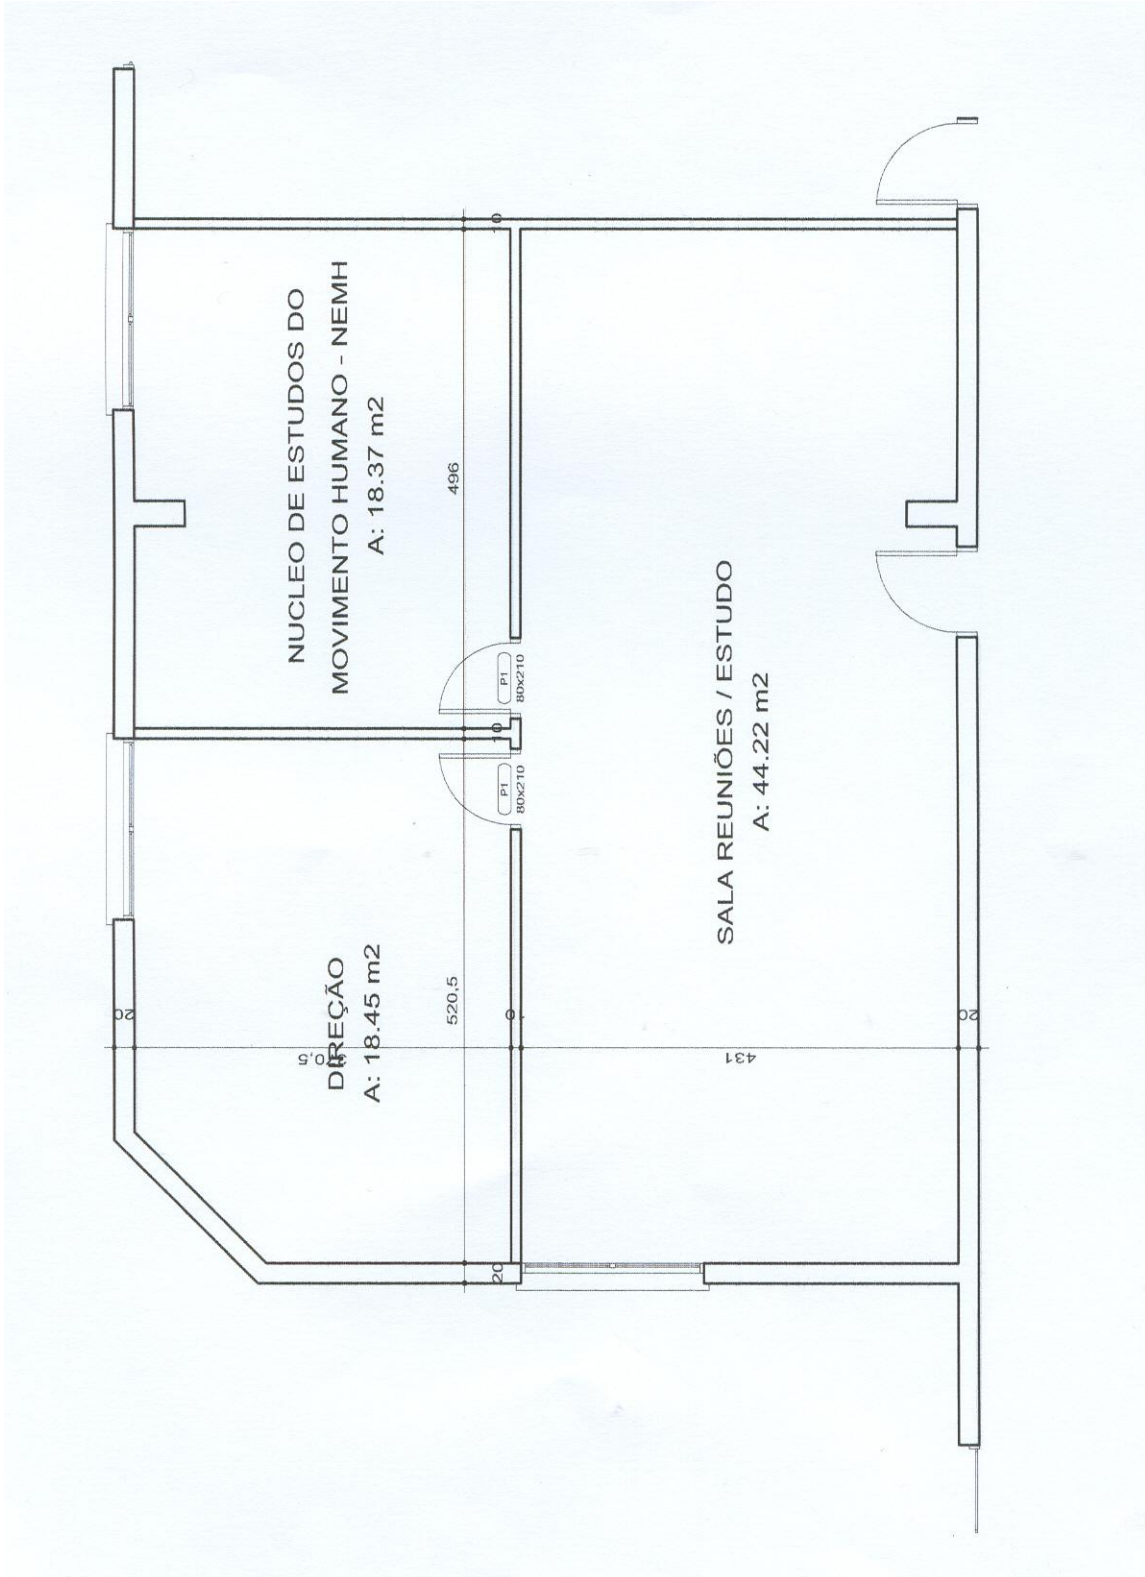 NUCLEO DE ESTUDOS DO
MOVIMENTO HUMANO - NEMH
A: 18.37 m2
10
496
P1
80x210
10
P1
80x210
DIREÇÃO
A: 18.45 m2
520,5
20
20
431
20
SALA REUNIÕES / ESTUDO
A: 44.22 m2